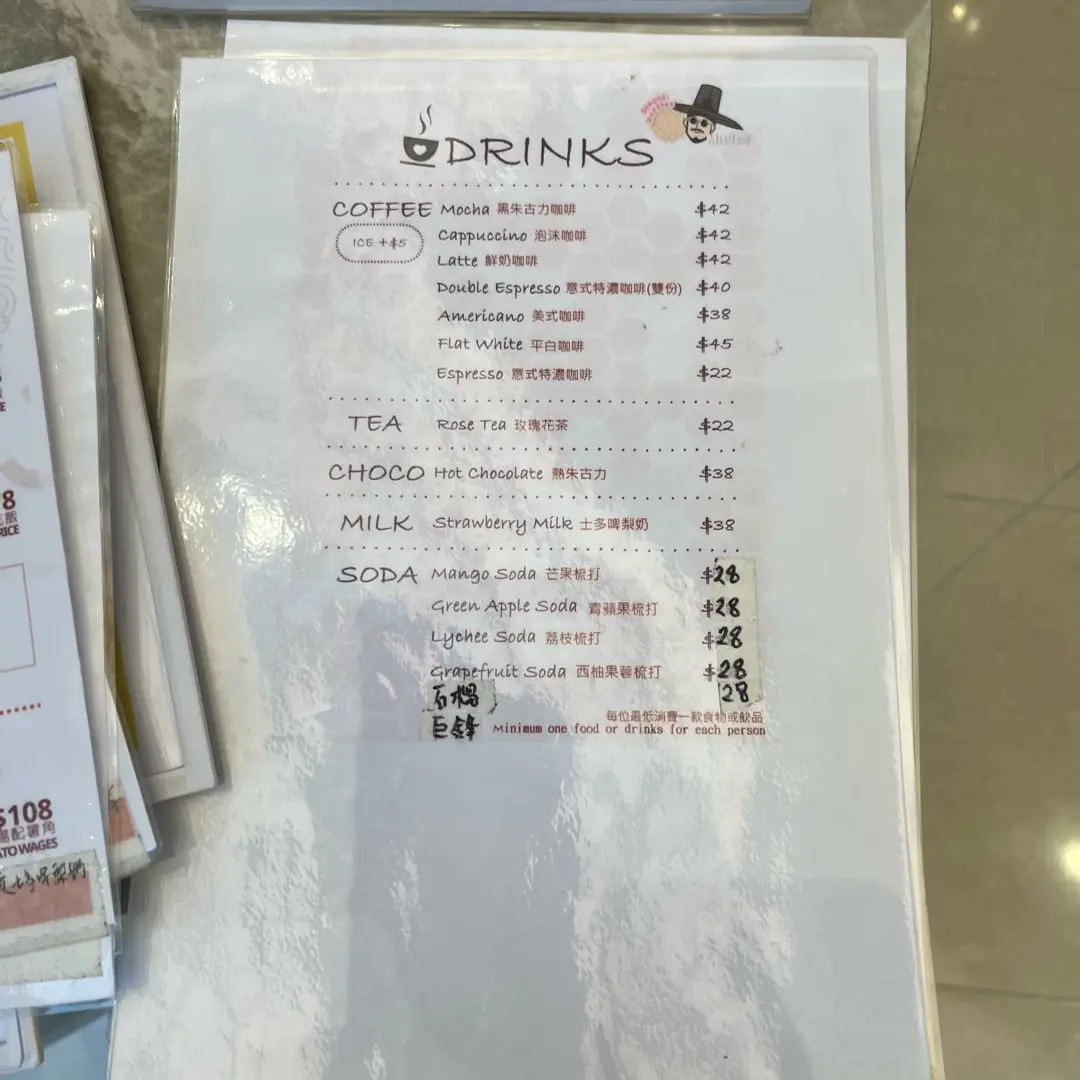 DRINKS
COFFEE Mocha 黑朱古力咖啡 $42
ICE +$5 Cappuccino 泡沫咖啡 $42
Latte 鮮奶咖啡 $42
Double Espresso 意式特濃咖啡(雙份) $40
Americano 美式咖啡 $38
Flat White 平白咖啡 $45
Espresso 意式特濃咖啡 $22
TEA Rose Tea 玫瑰花茶 $22
CHOCO Hot Chocolate 熱朱古力 $38
MILK Strawberry Milk 士多啤梨奶 $38
SODA Mango Soda 芒果梳打 $28
Green Apple Soda 青蘋果梳打 $28
Lychee Soda 荔枝梳打 $28
Grapefruit Soda 西柚果蓉梳打 $28
石榴 28
巨鋒
每位最低消費一款食物或飲品
Minimum one food or drinks for each person
8
飯
RICE
$108
配薯角